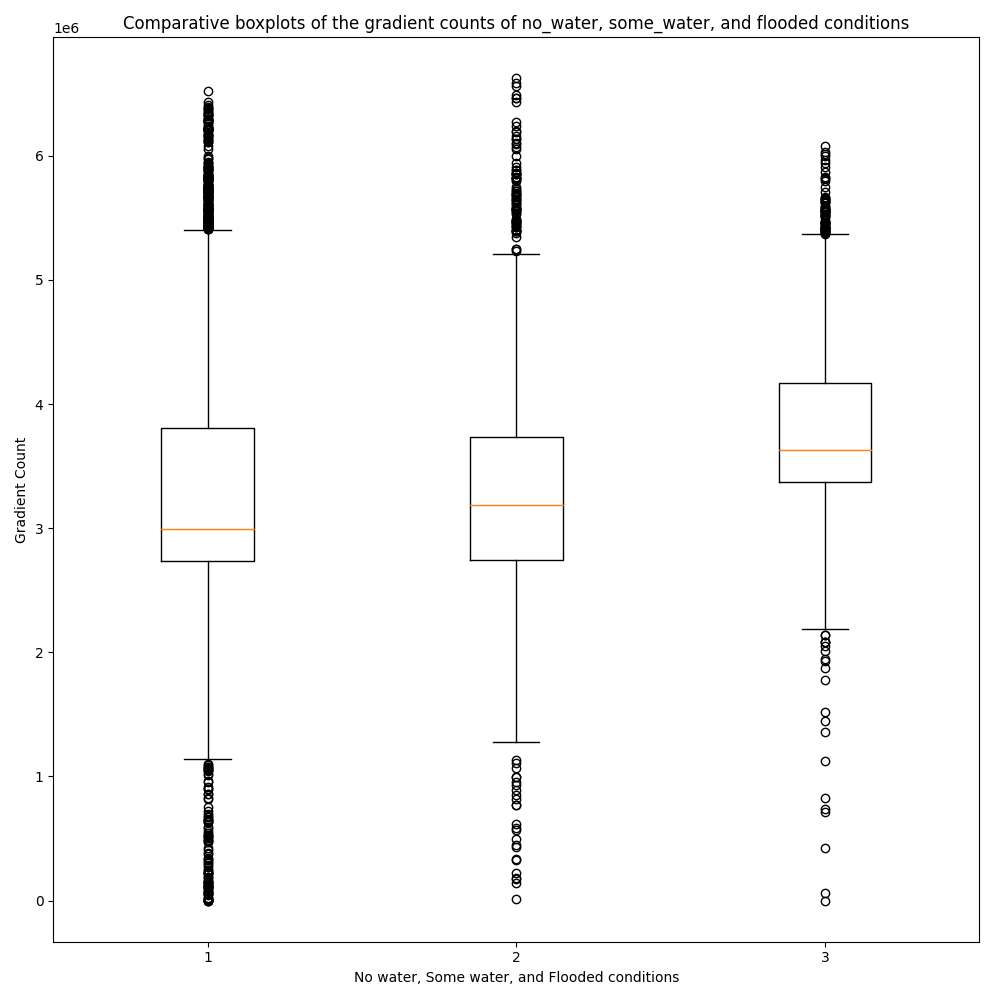 Comparative boxplots of the gradient counts of no_water, some_water, and flooded conditions
1e6
6
5
4
3
2
1
0
Gradient Count
1 2 3
No water, Some water, and Flooded conditions